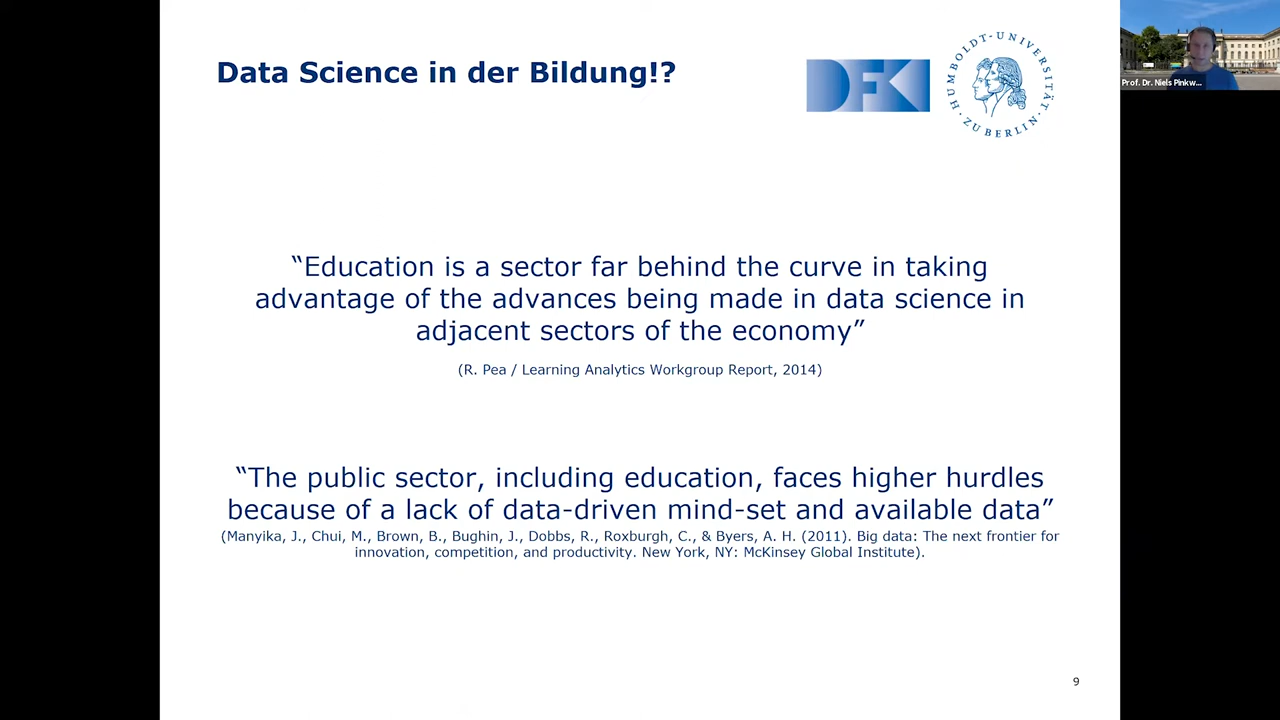 Data Science in der Bildung!?
DFKI
HUMBOLDT-UNIVERSITÄT ZU BERLIN
Prof. Dr. Niels Pinkw...
“Education is a sector far behind the curve in taking
advantage of the advances being made in data science in
adjacent sectors of the economy”
(R. Pea / Learning Analytics Workgroup Report, 2014)
“The public sector, including education, faces higher hurdles
because of a lack of data-driven mind-set and available data”
(Manyika, J., Chui, M., Brown, B., Bughin, J., Dobbs, R., Roxburgh, C., & Byers, A. H. (2011). Big data: The next frontier for
innovation, competition, and productivity. New York, NY: McKinsey Global Institute).
9